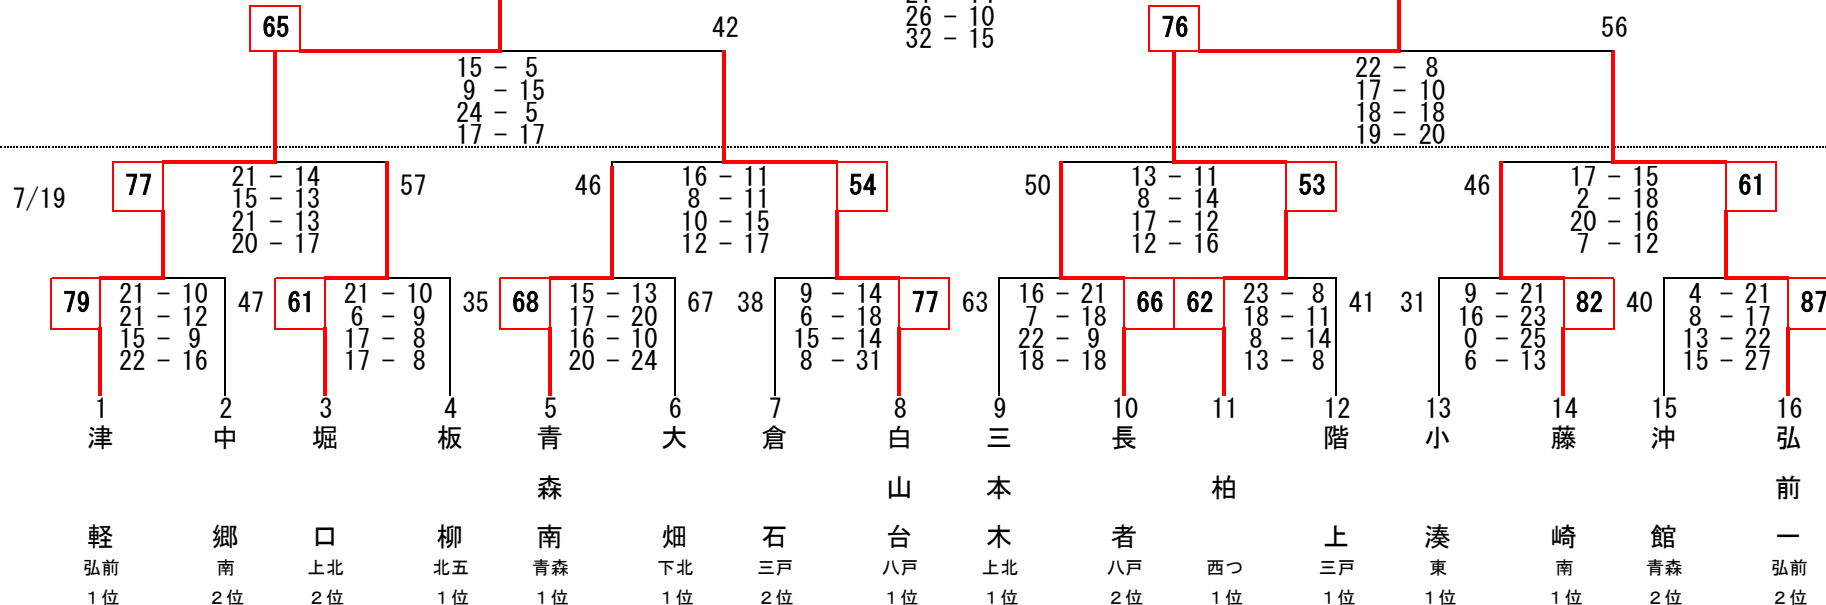 26 － 10
32 － 15
65
42
76
56
15 － 5
9 － 15
24 － 5
17 － 17
22 － 8
17 － 10
18 － 18
19 － 20
7/19
77
21 － 14
15 － 13
21 － 13
20 － 17
57
46
16 － 11
8 － 11
10 － 15
12 － 17
54
50
13 － 11
8 － 14
17 － 12
12 － 16
53
46
17 － 15
2 － 18
20 － 16
7 － 12
61
79
21 － 10
21 － 12
15 － 9
22 － 16
47
61
21 － 10
6 － 9
17 － 8
17 － 8
35
68
15 － 13
17 － 20
16 － 10
20 － 24
67
38
9 － 14
6 － 18
15 － 14
8 － 31
77
63
16 － 21
7 － 18
22 － 9
18 － 18
66
62
23 － 8
18 － 11
8 － 14
13 － 8
41
31
9 － 21
16 － 23
0 － 25
6 － 13
82
40
4 － 21
8 － 17
13 － 22
15 － 27
87
1 2 3 4 5 6 7 8 9 10 11 12 13 14 15 16
津軽
中郷
堀口
板柳
青森南
大畑
倉石
白山台
三本木
長者
柏
階上
小湊
藤崎
沖館
弘前一
弘前 南 上北 北五 青森 下北 三戸 八戸 上北 八戸 西つ 三戸 東 南 青森 弘前
１位 ２位 ２位 １位 １位 １位 ２位 １位 １位 ２位 １位 １位 １位 １位 ２位 ２位